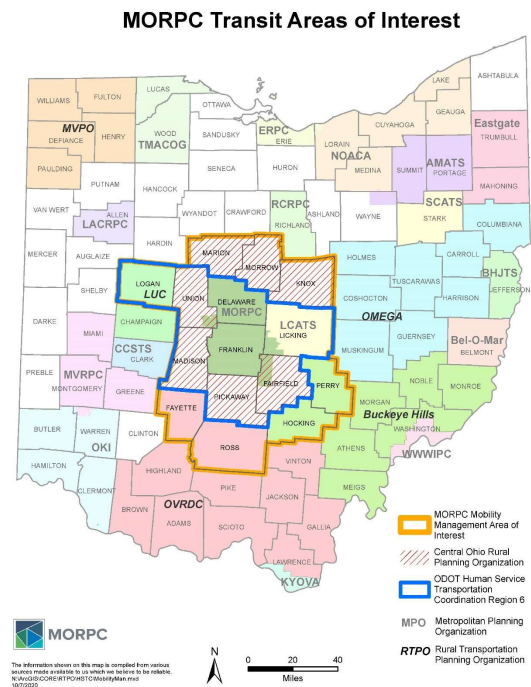 MORPC Transit Areas of Interest
ASHTABULA
LAKE
LUCAS
WILLIAMS
FULTON
GEAUGA
OTTAWA
CUYAHOGA
MVPO
WOOD
SANDUSKY
ERPC
Eastgate
DEFIANCE
HENRY
TMACOG
ERIE
LORAIN
TRUMBULL
NOACA
AMATS
PAULDING
SENECA
HURON
MEDINA
SUMMIT
PORTAGE
PUTNAM
HANCOCK
MAHONING
RCRPC
SCATS
VAN WERT
ALLEN
WYANDOT
CRAWFORD
ASHLAND
WAYNE
STARK
LACRPC
RICHLAND
COLUMBIANA
HARDIN
MERCER
AUGLAIZE
MARION
MORROW
HOLMES
CARROLL
BHJTS
LOGAN
KNOX
TUSCARAWAS
SHELBY
LUC
UNION
DELAWARE
COSHOCTON
HARRISON
JEFFERSON
MORPC
DARKE
CHAMPAIGN
LCATS
OMEGA
MIAMI
LICKING
GUERNSEY
Bel-O-Mar
CCSTS
FRANKLIN
MUSKINGUM
BELMONT
CLARK
MADISON
PREBLE
MVRPC
FAIRFIELD
PERRY
NOBLE
MONTGOMERY
GREENE
PICKAWAY
MORGAN
MONROE
FAYETTE
Buckeye Hills
BUTLER
WARREN
HOCKING
WASHINGTON
CLINTON
OKI
ROSS
ATHENS
WWWIPC
HAMILTON
HIGHLAND
VINTON
CLERMONT
PIKE
MEIGS
JACKSON
BROWN
OVRDC
ADAMS
SCIOTO
GALLIA
LAWRENCE
KYOVA
MORPC Mobility
Management Area of
Interest
Central Ohio Rural
Planning Organization
ODOT Human Service
Transportation
Coordination Region 6
MPO Metropolitan Planning
Organization
RTPO Rural Transportation
Planning Organization
MORPC
The information shown on this map is compiled from various
sources made available to us which we believe to be reliable.
N:\ArcGIS\CORE\RTPO\HSTC\MobilityMan.mxd
10/7/2020
N
0 20 40
Miles